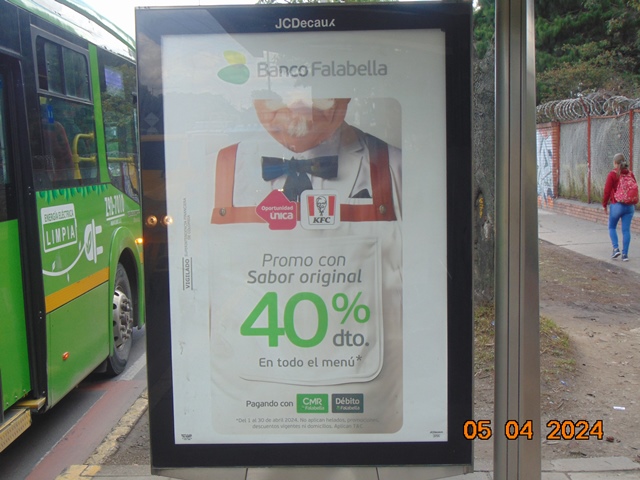 JCDecaux
Banco Falabella
Oportunidad
única
KFC
Promo con
Sabor original
40% dto.
En todo el menú*
Pagando con CMR Falabella Débito Falabella
VIGILADO
ENERGÍA ELÉCTRICA
LIMPIA
05 04 2024